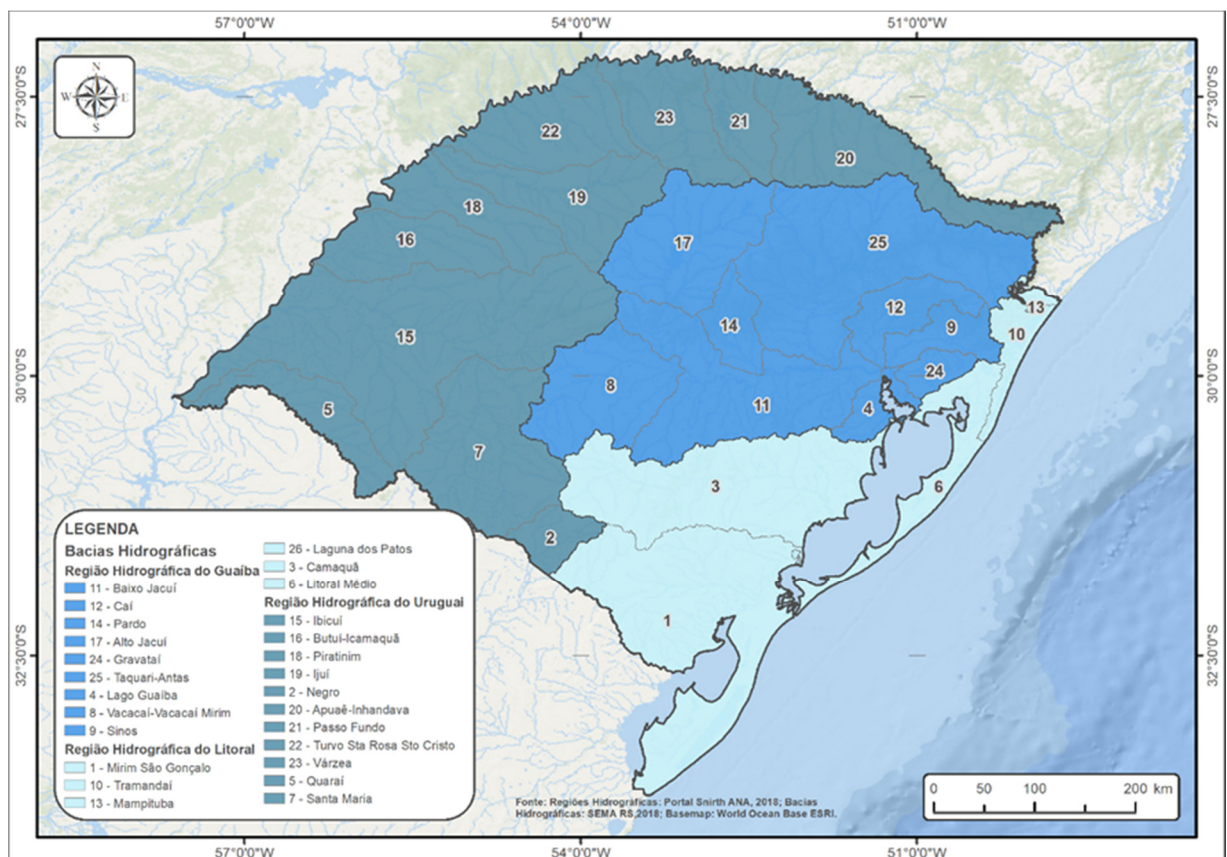 57°0'0"W 54°0'0"W 51°0'0"W
27°30'0"S 27°30'0"S
30°0'0"S 30°0'0"S
32°30'0"S 32°30'0"S
N
W E
S
22 23 21
20
19
18
16 17 25
13
12
10
15 14 9
24
8
5 11 4
7
3 6
2
1
LEGENDA
Bacias Hidrográficas
Região Hidrográfica do Guaíba
11 - Baixo Jacuí
12 - Caí
14 - Pardo
17 - Alto Jacuí
24 - Gravataí
25 - Taquari-Antas
4 - Lago Guaíba
8 - Vacacaí-Vacacaí Mirim
9 - Sinos
Região Hidrográfica do Litoral
1 - Mirim São Gonçalo
10 - Tramandaí
13 - Mampituba
26 - Laguna dos Patos
3 - Camaquã
6 - Litoral Médio
Região Hidrográfica do Uruguai
15 - Ibicuí
16 - Butuí-Icamaquã
18 - Piratinim
19 - Ijuí
2 - Negro
20 - Apuaê-Inhandava
21 - Passo Fundo
22 - Turvo Sta Rosa Sto Cristo
23 - Várzea
5 - Quaraí
7 - Santa Maria
Fonte: Regiões Hidrográficas: Portal Snirth ANA, 2018; Bacias
Hidrográficas: SEMA RS,2018; Basemap: World Ocean Base ESRI.
0 50 100 200 km
57°0'0"W 54°0'0"W 51°0'0"W